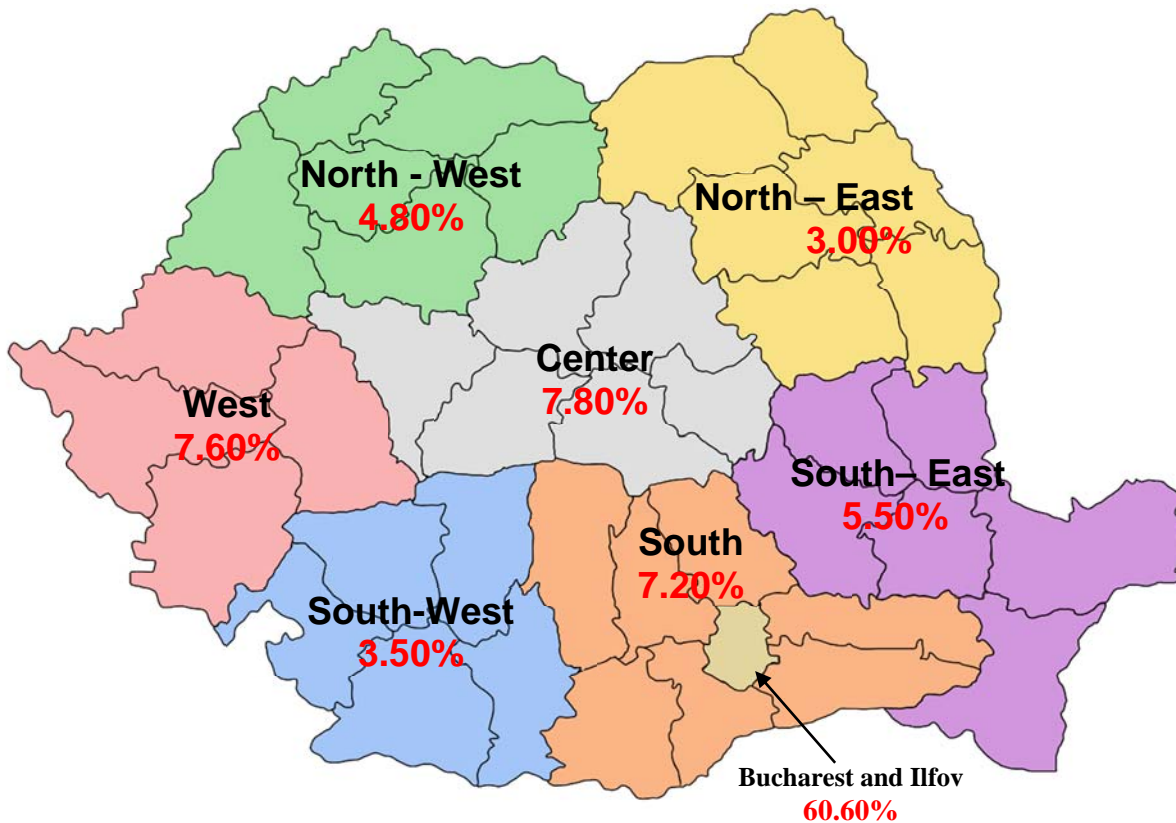 North - West
4.80%
North – East
3.00%
Center
7.80%
West
7.60%
South– East
5.50%
South
7.20%
South-West
3.50%
Bucharest and Ilfov
60.60%